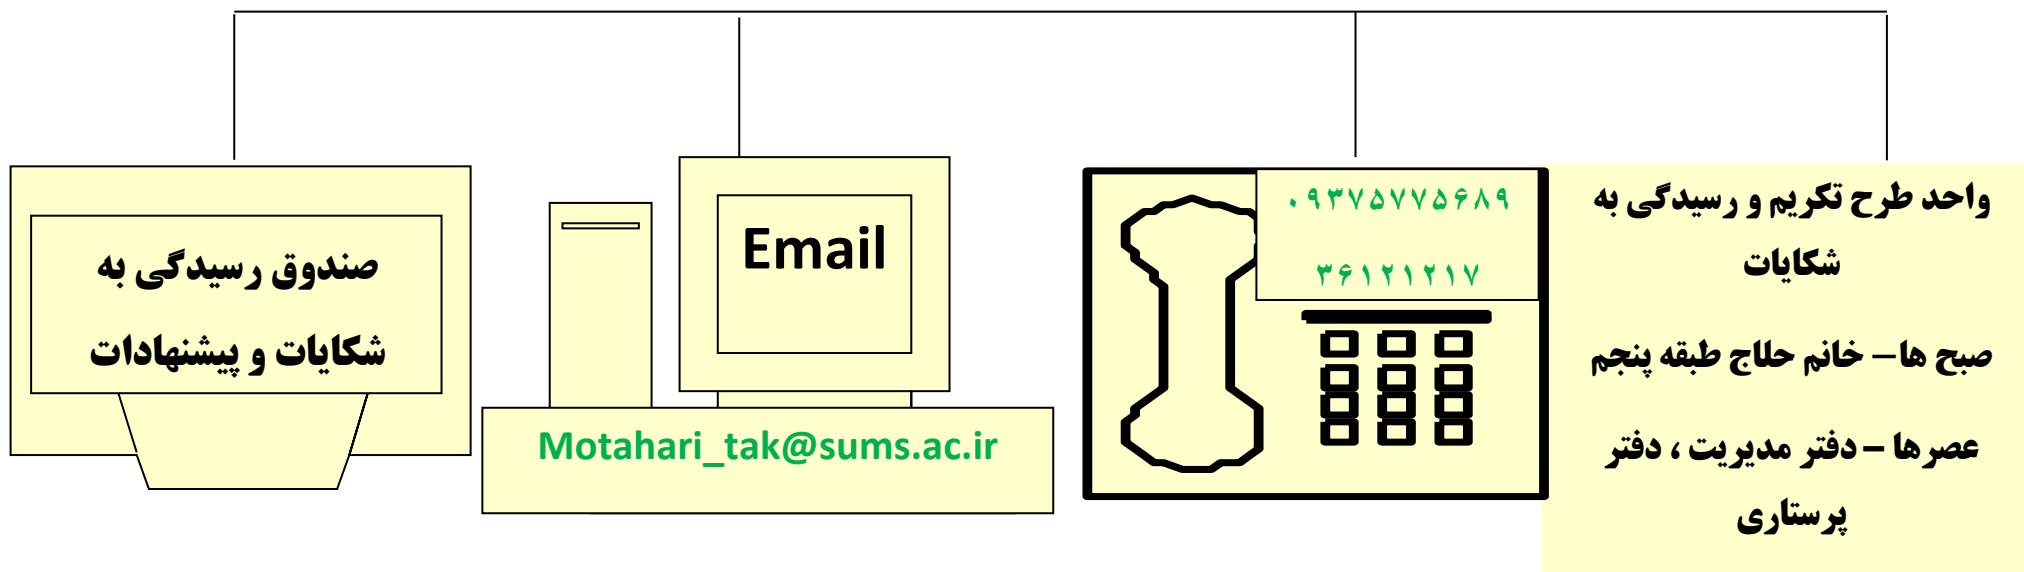 واحد طرح تکریم و رسیدگی به
شکایات
صبح ها– خانم حلاج طبقه پنجم
عصرها – دفتر مدیریت ، دفتر
پرستاری
۰۹۳۷۵۷۷۵۶۸۹
۳۶۱۲۱۲۱۷
Email
Motahari_tak@sums.ac.ir
صندوق رسیدگی به
شکایات و پیشنهادات